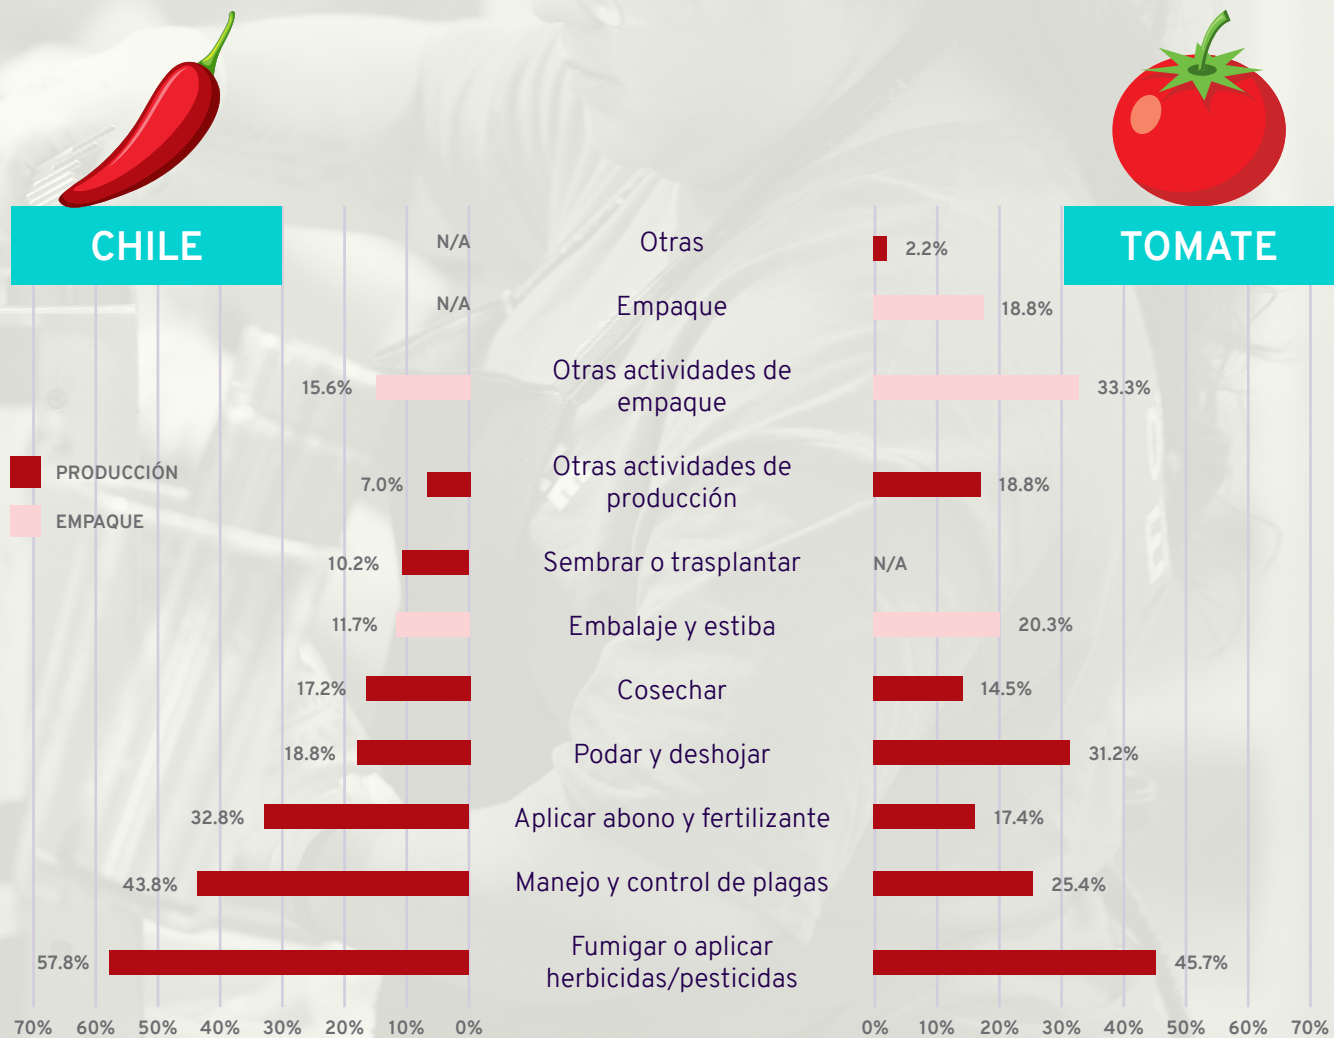 CHILE
TOMATE
N/A
Otras
2.2%
N/A
Empaque
18.8%
15.6%
Otras actividades de
empaque
33.3%
PRODUCCIÓN
EMPAQUE
7.0%
Otras actividades de
producción
18.8%
10.2%
Sembrar o trasplantar
N/A
11.7%
Embalaje y estiba
20.3%
17.2%
Cosechar
14.5%
18.8%
Podar y deshojar
31.2%
32.8%
Aplicar abono y fertilizante
17.4%
43.8%
Manejo y control de plagas
25.4%
57.8%
Fumigar o aplicar
herbicidas/pesticidas
45.7%
70% 60% 50% 40% 30% 20% 10% 0%
0% 10% 20% 30% 40% 50% 60% 70%